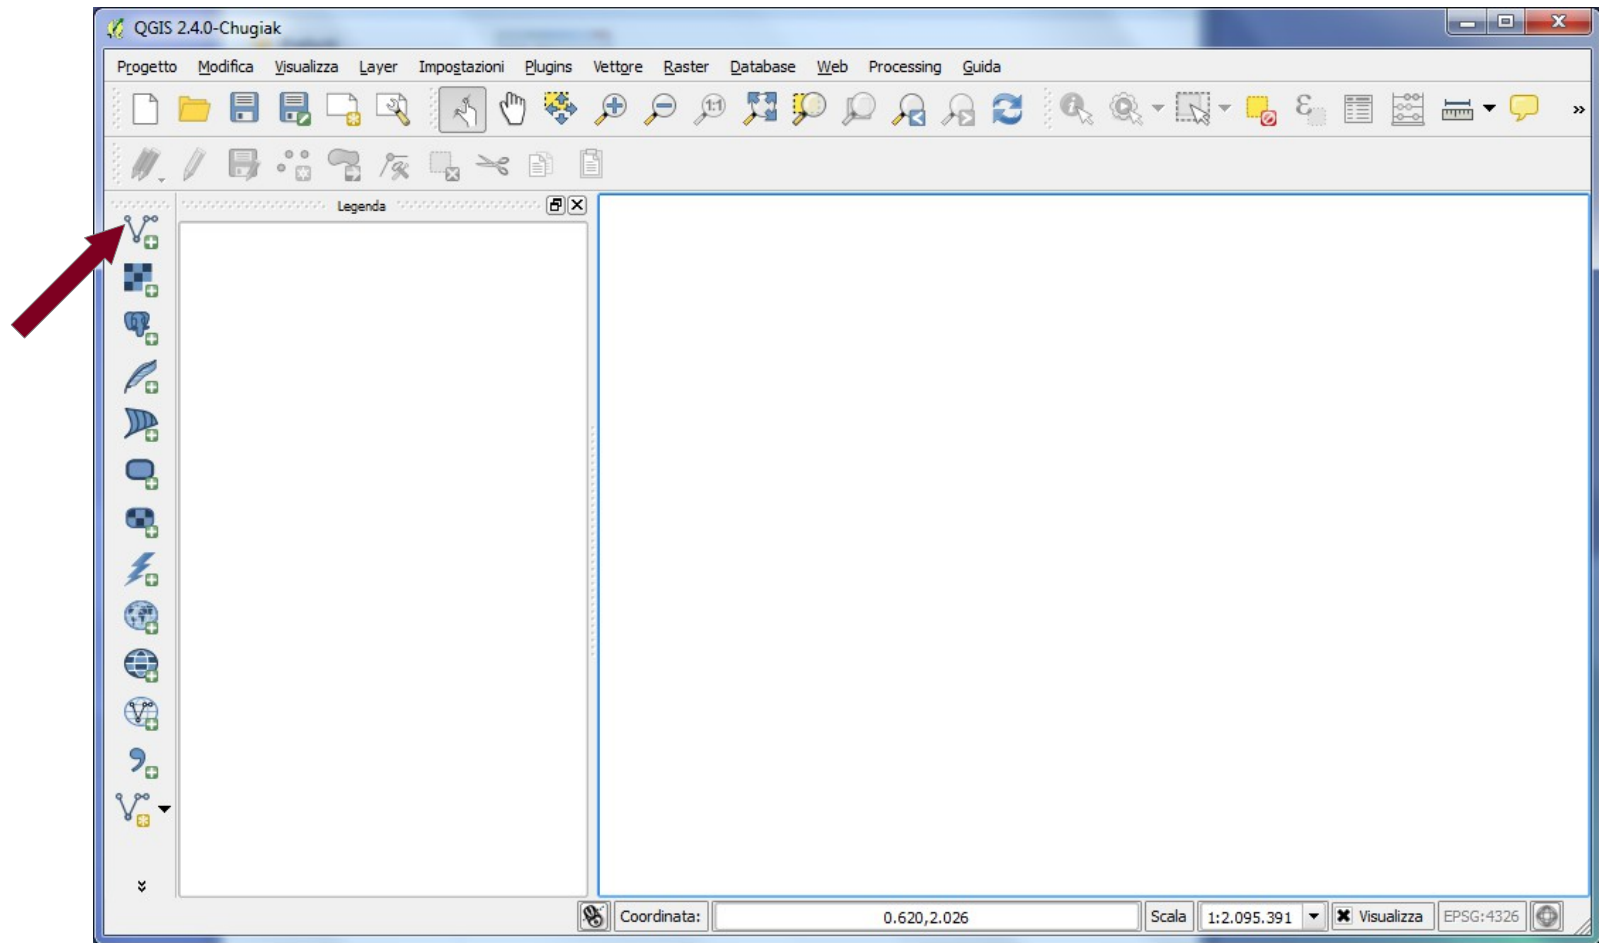 QGIS 2.4.0-Chugiak
Progetto Modifica Visualizza Layer Impostazioni Plugins Vettore Raster Database Web Processing Guida
Legenda
Coordinata: 0.620,2.026 Scala 1:2.095.391 Visualizza EPSG:4326